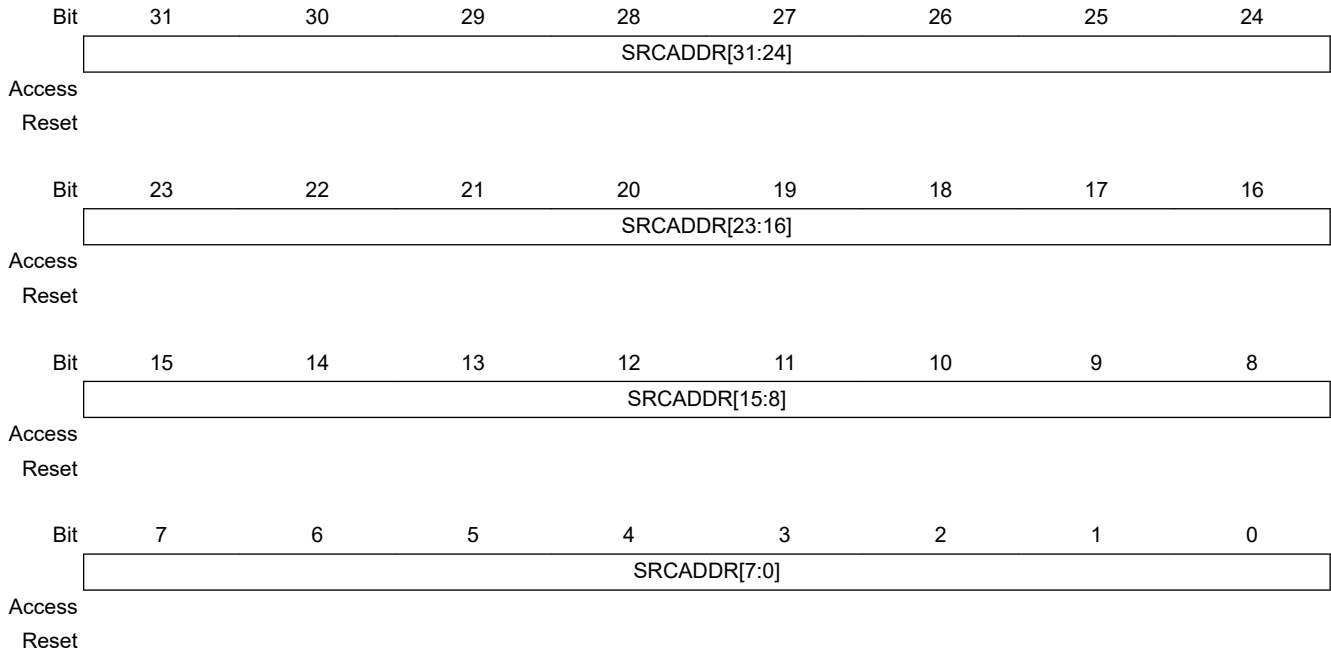 Bit 31 30 29 28 27 26 25 24
SRCADDR[31:24]
Access
Reset
Bit 23 22 21 20 19 18 17 16
SRCADDR[23:16]
Access
Reset
Bit 15 14 13 12 11 10 9 8
SRCADDR[15:8]
Access
Reset
Bit 7 6 5 4 3 2 1 0
SRCADDR[7:0]
Access
Reset